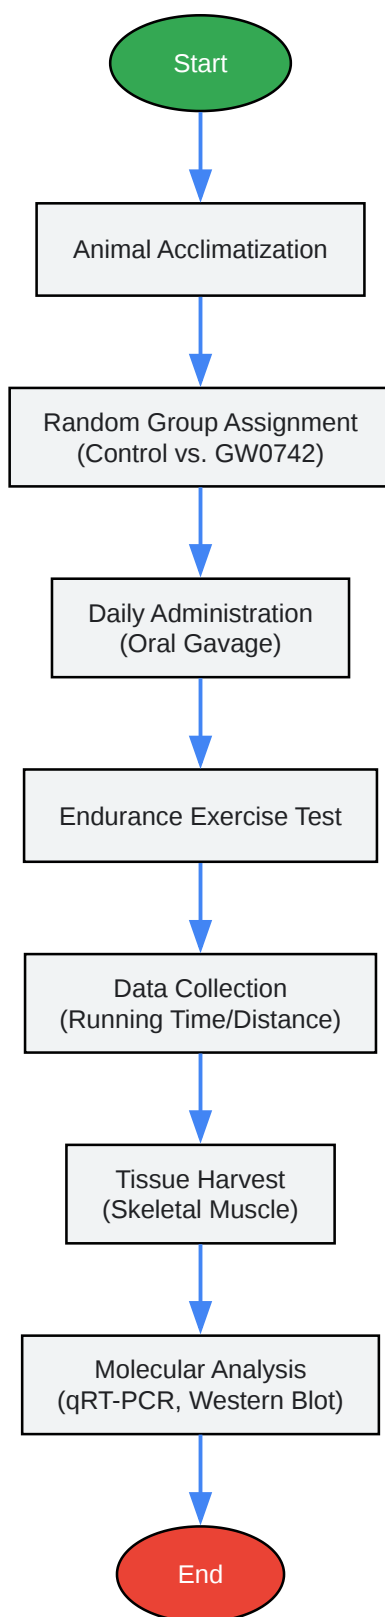 Start
Animal Acclimatization
Random Group Assignment
(Control vs. GW0742)
Daily Administration
(Oral Gavage)
Endurance Exercise Test
Data Collection
(Running Time/Distance)
Tissue Harvest
(Skeletal Muscle)
Molecular Analysis
(qRT-PCR, Western Blot)
End